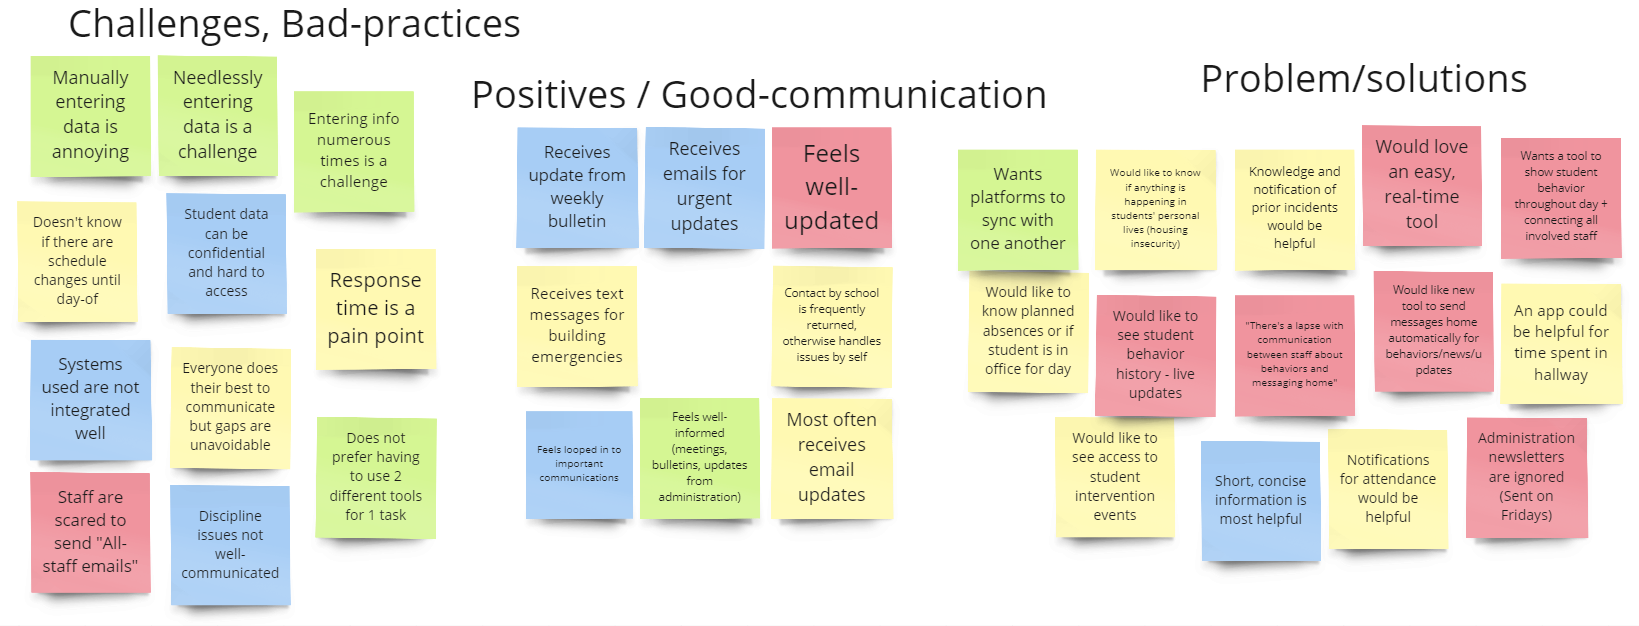 Challenges, Bad-practices
Manually
entering
data is
annoying
Needlessly
entering
data is a
challenge
Entering info
numerous
times is a
challenge
Doesn't know
if there are
schedule
changes until
day-of
Student data
can be
confidential
and hard to
access
Response
time is a
pain point
Systems
used are not
integrated
well
Everyone does
their best to
communicate
but gaps are
unavoidable
Does not
prefer having
to use 2
different tools
for 1 task
Staff are
scared to
send "All-
staff emails"
Discipline
issues not
well-
communicated
Positives / Good-communication
Receives
update from
weekly
bulletin
Receives
emails for
urgent
updates
Feels
well-
updated
Receives text
messages for
building
emergencies
Contact by school
is frequently
returned,
otherwise handles
issues by self
Feels looped in to
important
communications
Feels well-
informed
(meetings,
bulletins, updates
from
administration)
Most often
receives
email
updates
Problem/solutions
Wants
platforms to
sync with
one another
Would like to know
if anything is
happening in
students' personal
lives (housing
insecurity)
Knowledge and
notification of
prior incidents
would be
helpful
Would love
an easy,
real-time
tool
Wants a tool to
show student
behavior
throughout day +
connecting all
involved staff
Would like to
know planned
absences or if
student is in
office for day
Would like to
see student
behavior
history - live
updates
"There's a lapse with
communication
between staff about
behaviors and
messaging home"
Would like new
tool to send
messages home
automatically for
behaviors/news/u
pdates
An app could
be helpful for
time spent in
hallway
Would like to
see access to
student
intervention
events
Short, concise
information is
most helpful
Notifications
for attendance
would be
helpful
Administration
newsletters
are ignored
(Sent on
Fridays)